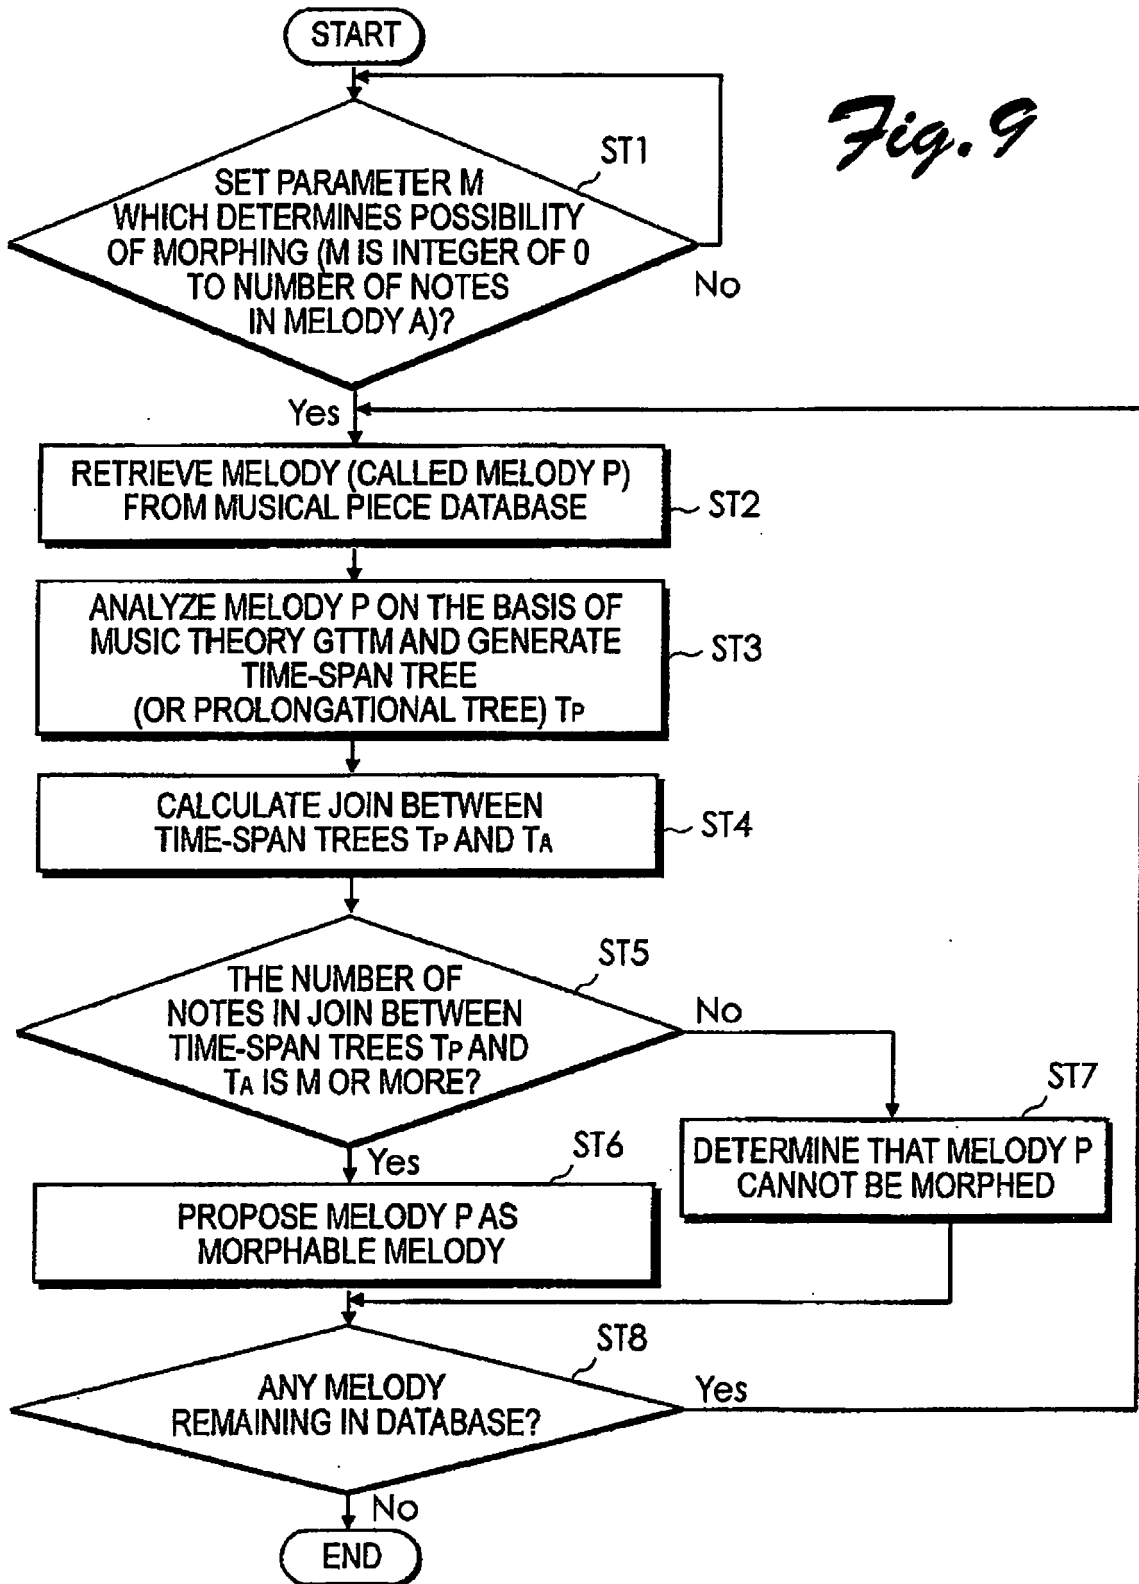 START
Fig. 9
ST1
SET PARAMETER M
WHICH DETERMINES POSSIBILITY
OF MORPHING (M IS INTEGER OF 0
TO NUMBER OF NOTES
IN MELODY A)?
No
Yes
RETRIEVE MELODY (CALLED MELODY P)
FROM MUSICAL PIECE DATABASE
ST2
ANALYZE MELODY P ON THE BASIS OF
MUSIC THEORY GTTM AND GENERATE
TIME-SPAN TREE
(OR PROLONGATIONAL TREE) TP
ST3
CALCULATE JOIN BETWEEN
TIME-SPAN TREES TP AND TA
ST4
ST5
THE NUMBER OF
NOTES IN JOIN BETWEEN
TIME-SPAN TREES TP AND
TA IS M OR MORE?
No
Yes
ST6
PROPOSE MELODY P AS
MORPHABLE MELODY
ST7
DETERMINE THAT MELODY P
CANNOT BE MORPHED
ST8
ANY MELODY
REMAINING IN DATABASE?
Yes
No
END